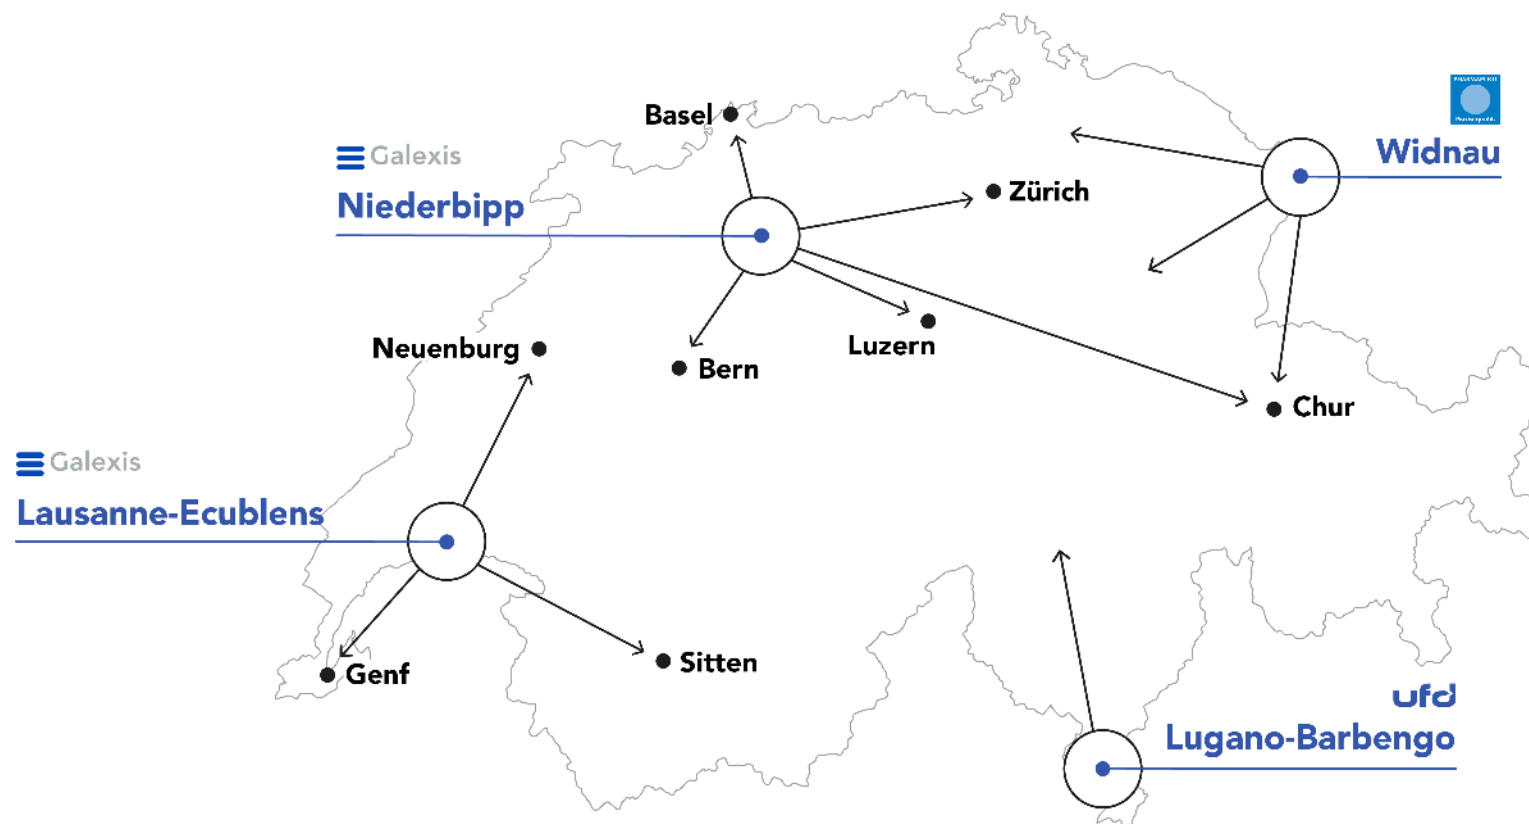 Basel
Galexis
Widnau
Niederbipp
Zürich
Neuenburg
Luzern
Bern
Chur
Galexis
Lausanne-Ecublens
Sitten
Genf
ufd
Lugano-Barbengo